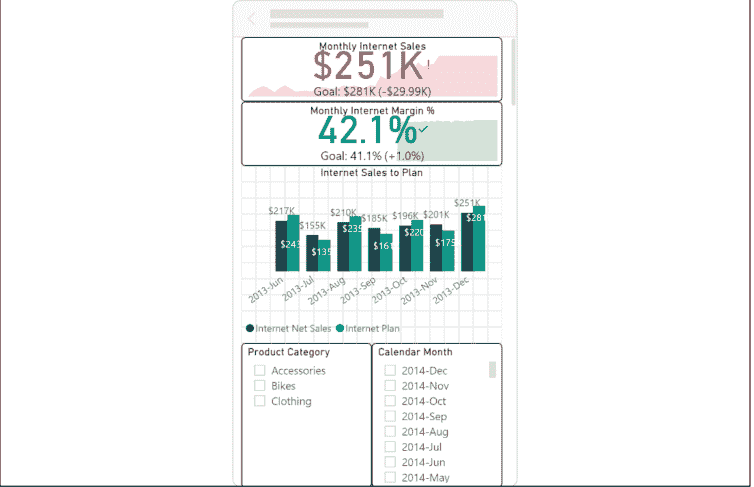 Monthly Internet Sales
$251K!
Goal: $281K (-$29.99K)
Monthly Internet Margin %
42.1%
Goal: 41.1% (+1.0%)
Internet Sales to Plan
$217K $155K $210K $185K $196K $201K $251K
$243 $135 $235 $161 $220 $175 $281
2013-Jun 2013-Jul 2013-Aug 2013-Sep 2013-Oct 2013-Nov 2013-Dec
Internet Net Sales Internet Plan
Product Category
Accessories
Bikes
Clothing
Calendar Month
2014-Dec
2014-Nov
2014-Oct
2014-Sep
2014-Aug
2014-Jul
2014-Jun
2014-May